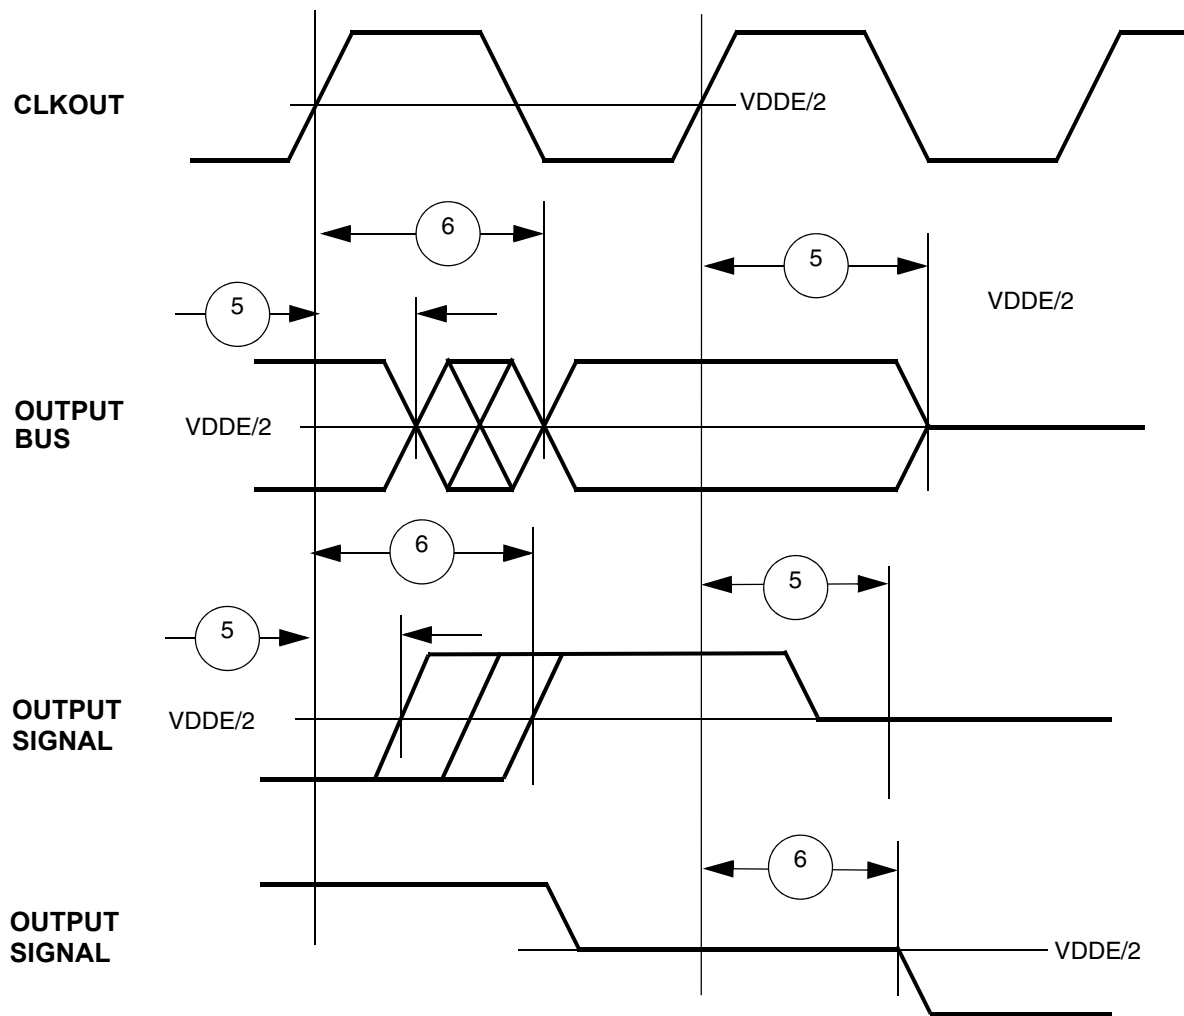 CLKOUT
VDDE/2
6
5
5
VDDE/2
OUTPUT
BUS
VDDE/2
6
5
5
OUTPUT
SIGNAL
VDDE/2
6
OUTPUT
SIGNAL
VDDE/2